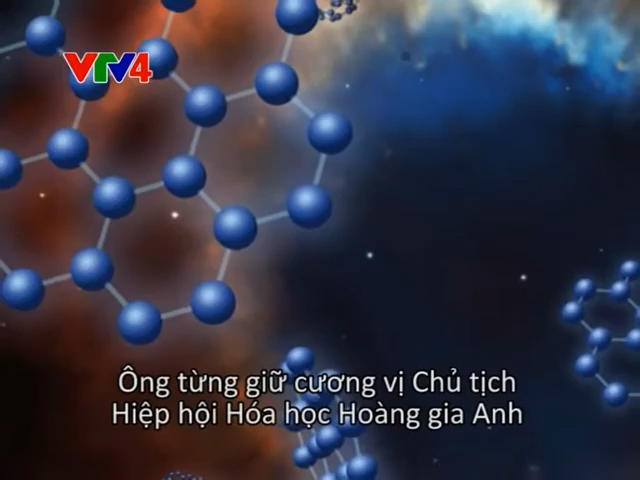 VTV4
Ông từng giữ cương vị Chủ tịch
Hiệp hội Hóa học Hoàng gia Anh